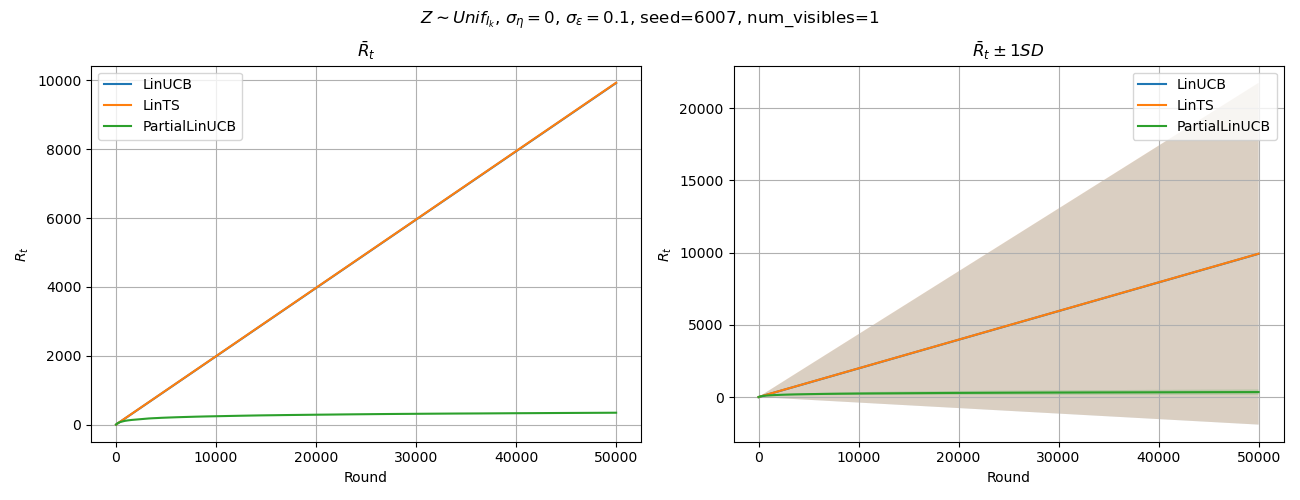 Z ∼ Unif_{I_k}, σ_η = 0, σ_ε = 0.1, seed=6007, num_visibles=1
R̄_t
10000
8000
6000
4000
2000
0
R_t
LinUCB
LinTS
PartialLinUCB
0 10000 20000 30000 40000 50000
Round
R̄_t ± 1SD
20000
15000
10000
5000
0
R_t
LinUCB
LinTS
PartialLinUCB
0 10000 20000 30000 40000 50000
Round